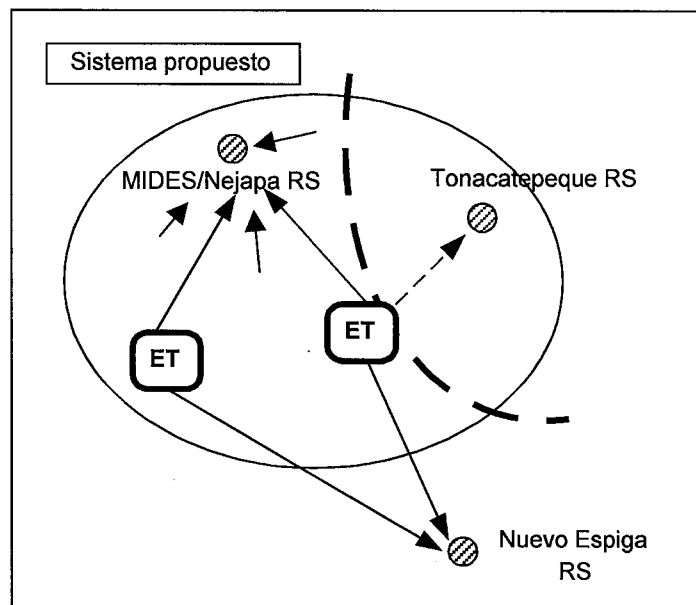 Sistema propuesto
MIDES/Nejapa RS
Tonacatepeque RS
ET
ET
Nuevo Espiga
RS